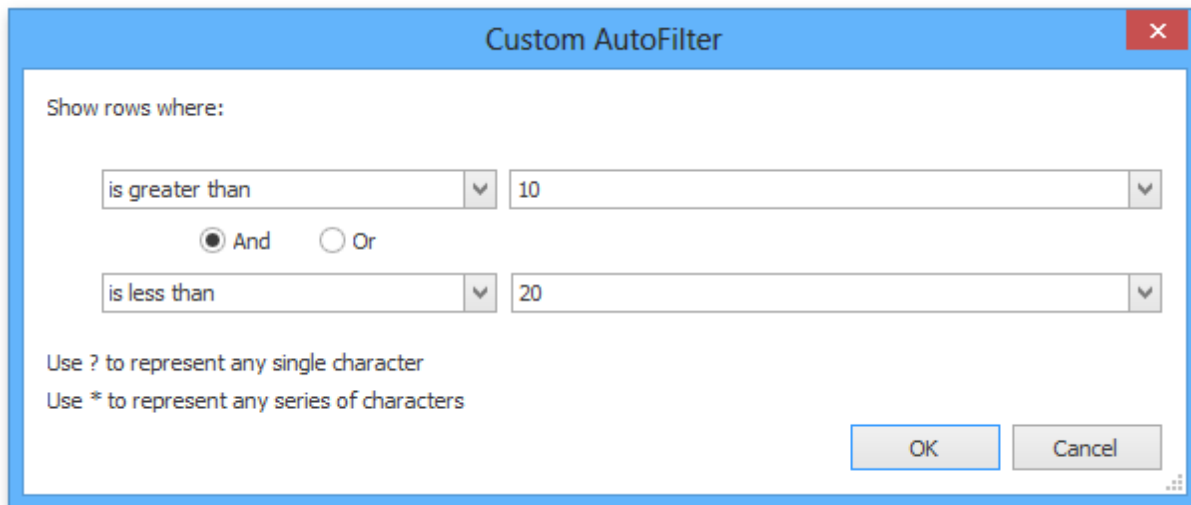 Custom AutoFilter
Show rows where:
is greater than 10
And Or
is less than 20
Use ? to represent any single character
Use * to represent any series of characters
OK Cancel